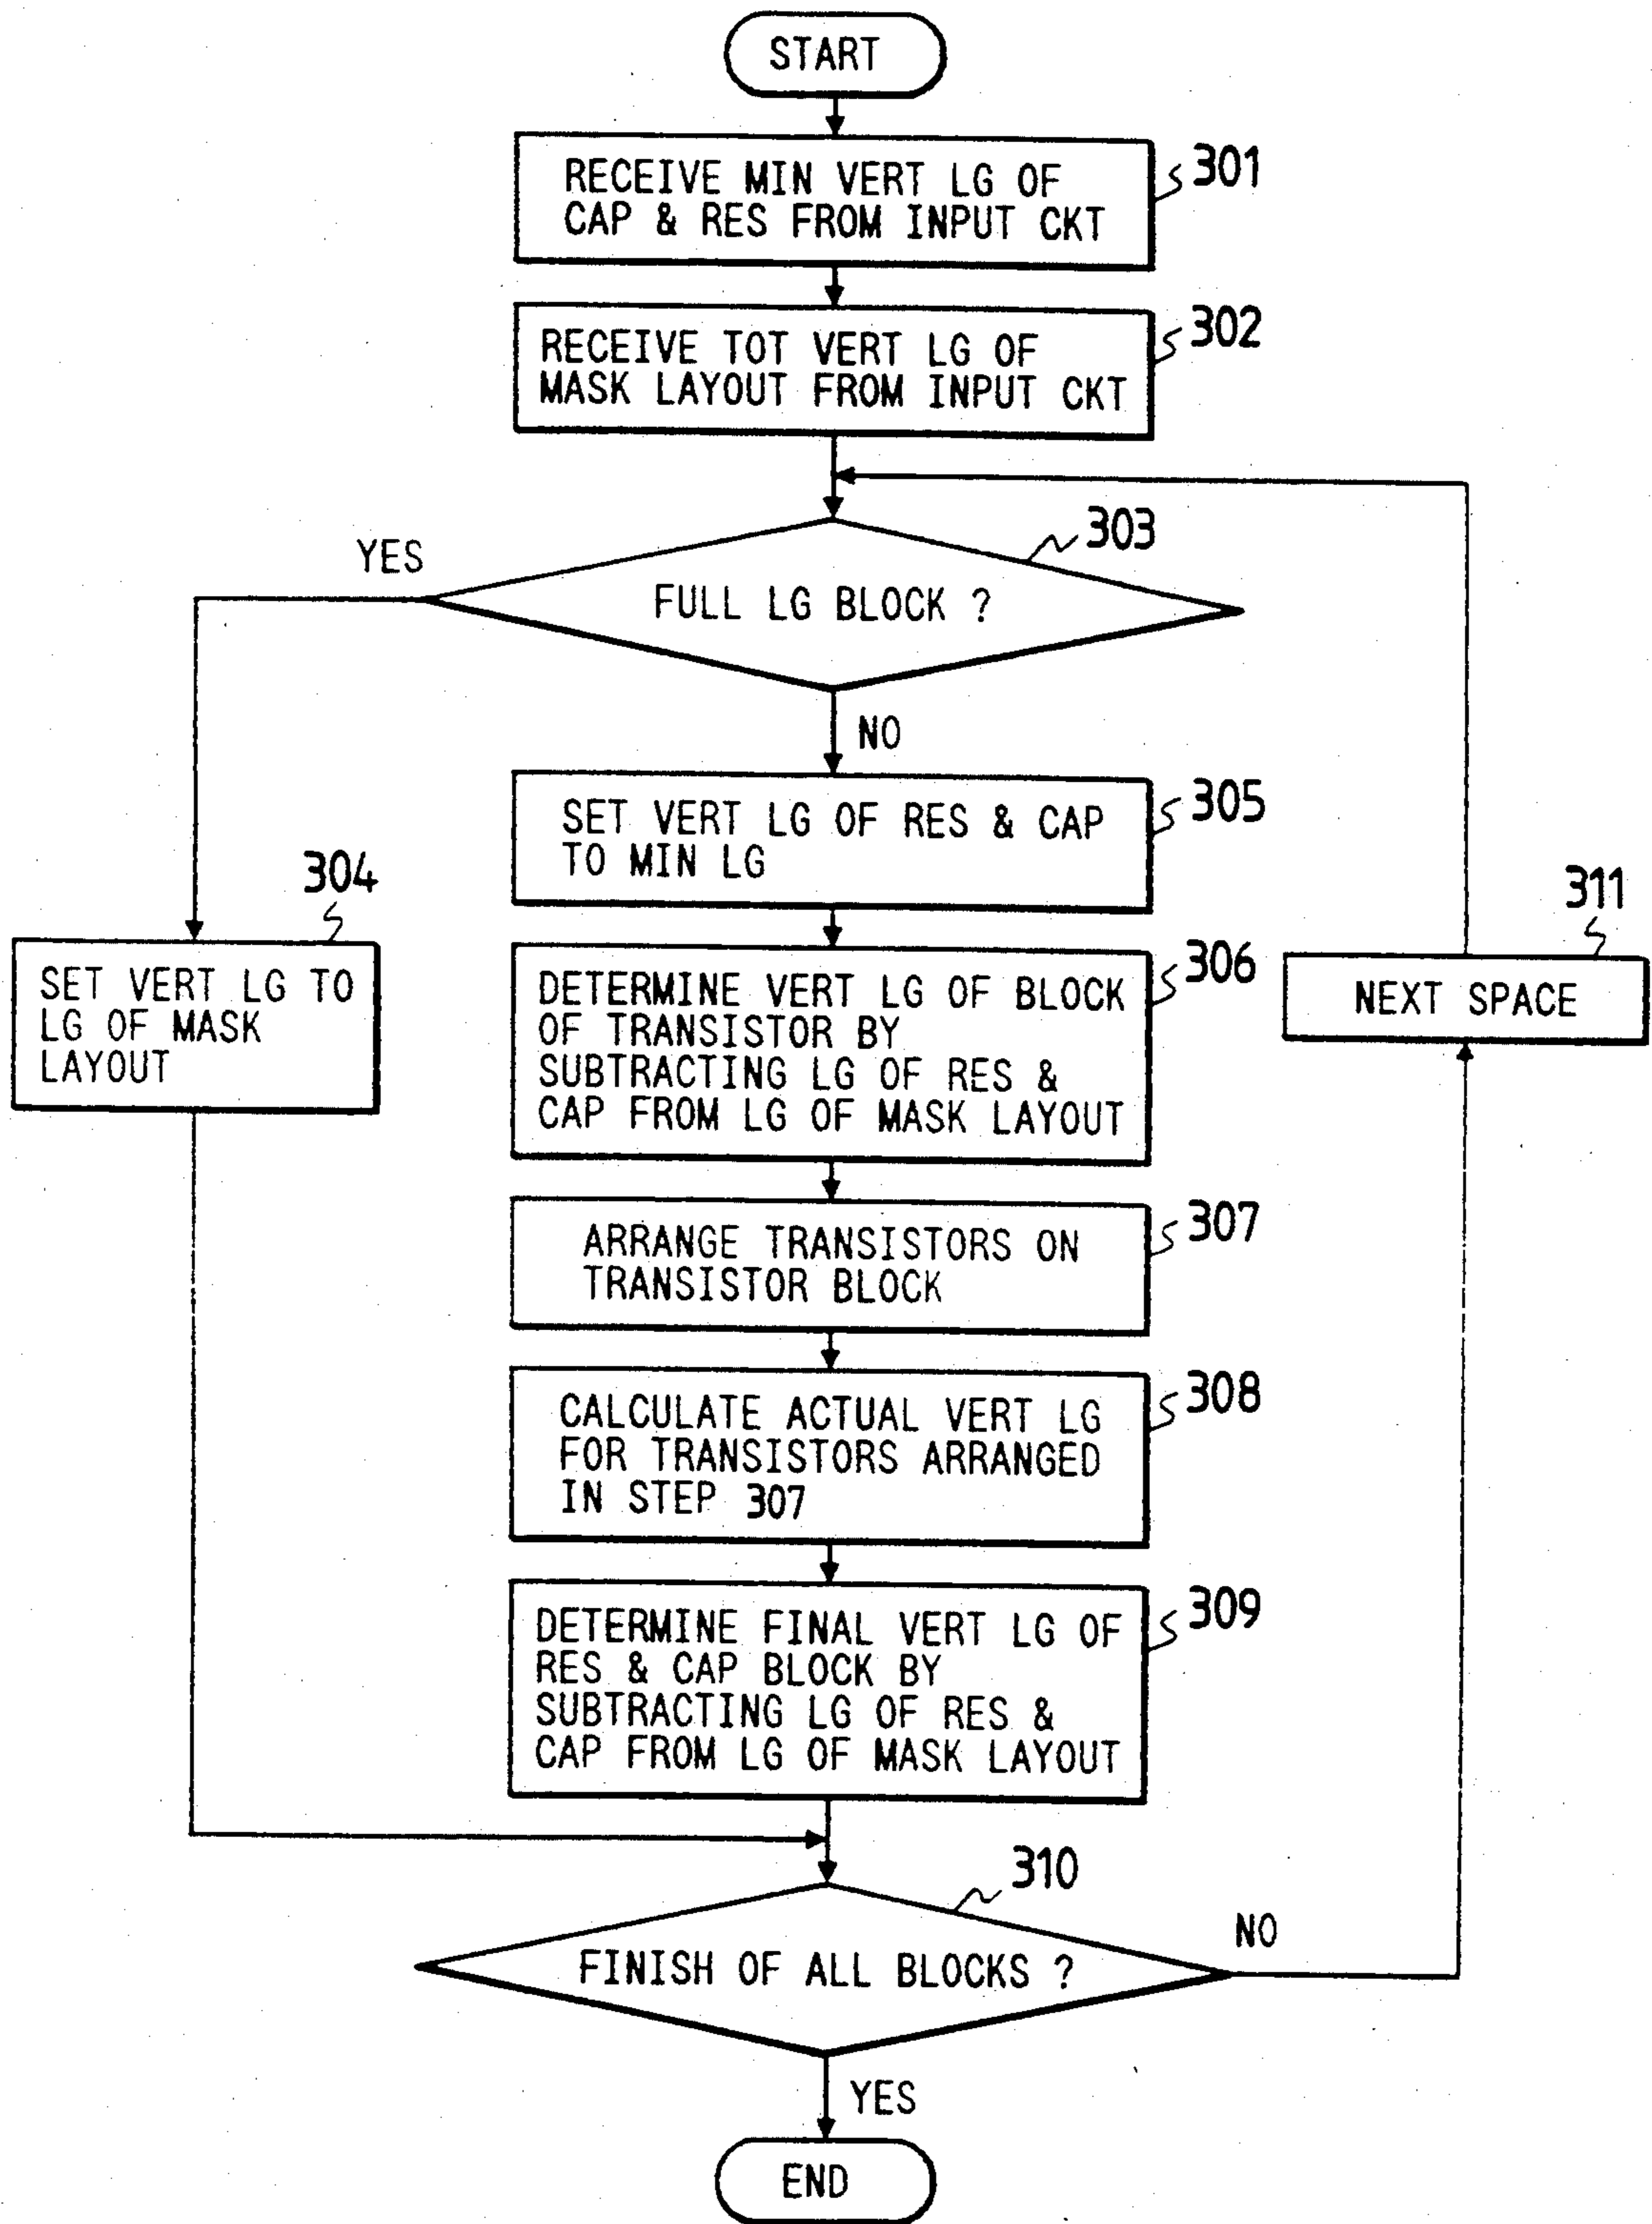 START
RECEIVE MIN VERT LG OF
CAP & RES FROM INPUT CKT
301
RECEIVE TOT VERT LG OF
MASK LAYOUT FROM INPUT CKT
302
303
YES
FULL LG BLOCK ?
NO
SET VERT LG OF RES & CAP
TO MIN LG
305
304
SET VERT LG TO
LG OF MASK
LAYOUT
311
NEXT SPACE
DETERMINE VERT LG OF BLOCK
OF TRANSISTOR BY
SUBTRACTING LG OF RES &
CAP FROM LG OF MASK LAYOUT
306
ARRANGE TRANSISTORS ON
TRANSISTOR BLOCK
307
CALCULATE ACTUAL VERT LG
FOR TRANSISTORS ARRANGED
IN STEP 307
308
DETERMINE FINAL VERT LG OF
RES & CAP BLOCK BY
SUBTRACTING LG OF RES &
CAP FROM LG OF MASK LAYOUT
309
310
FINISH OF ALL BLOCKS ?
NO
YES
END